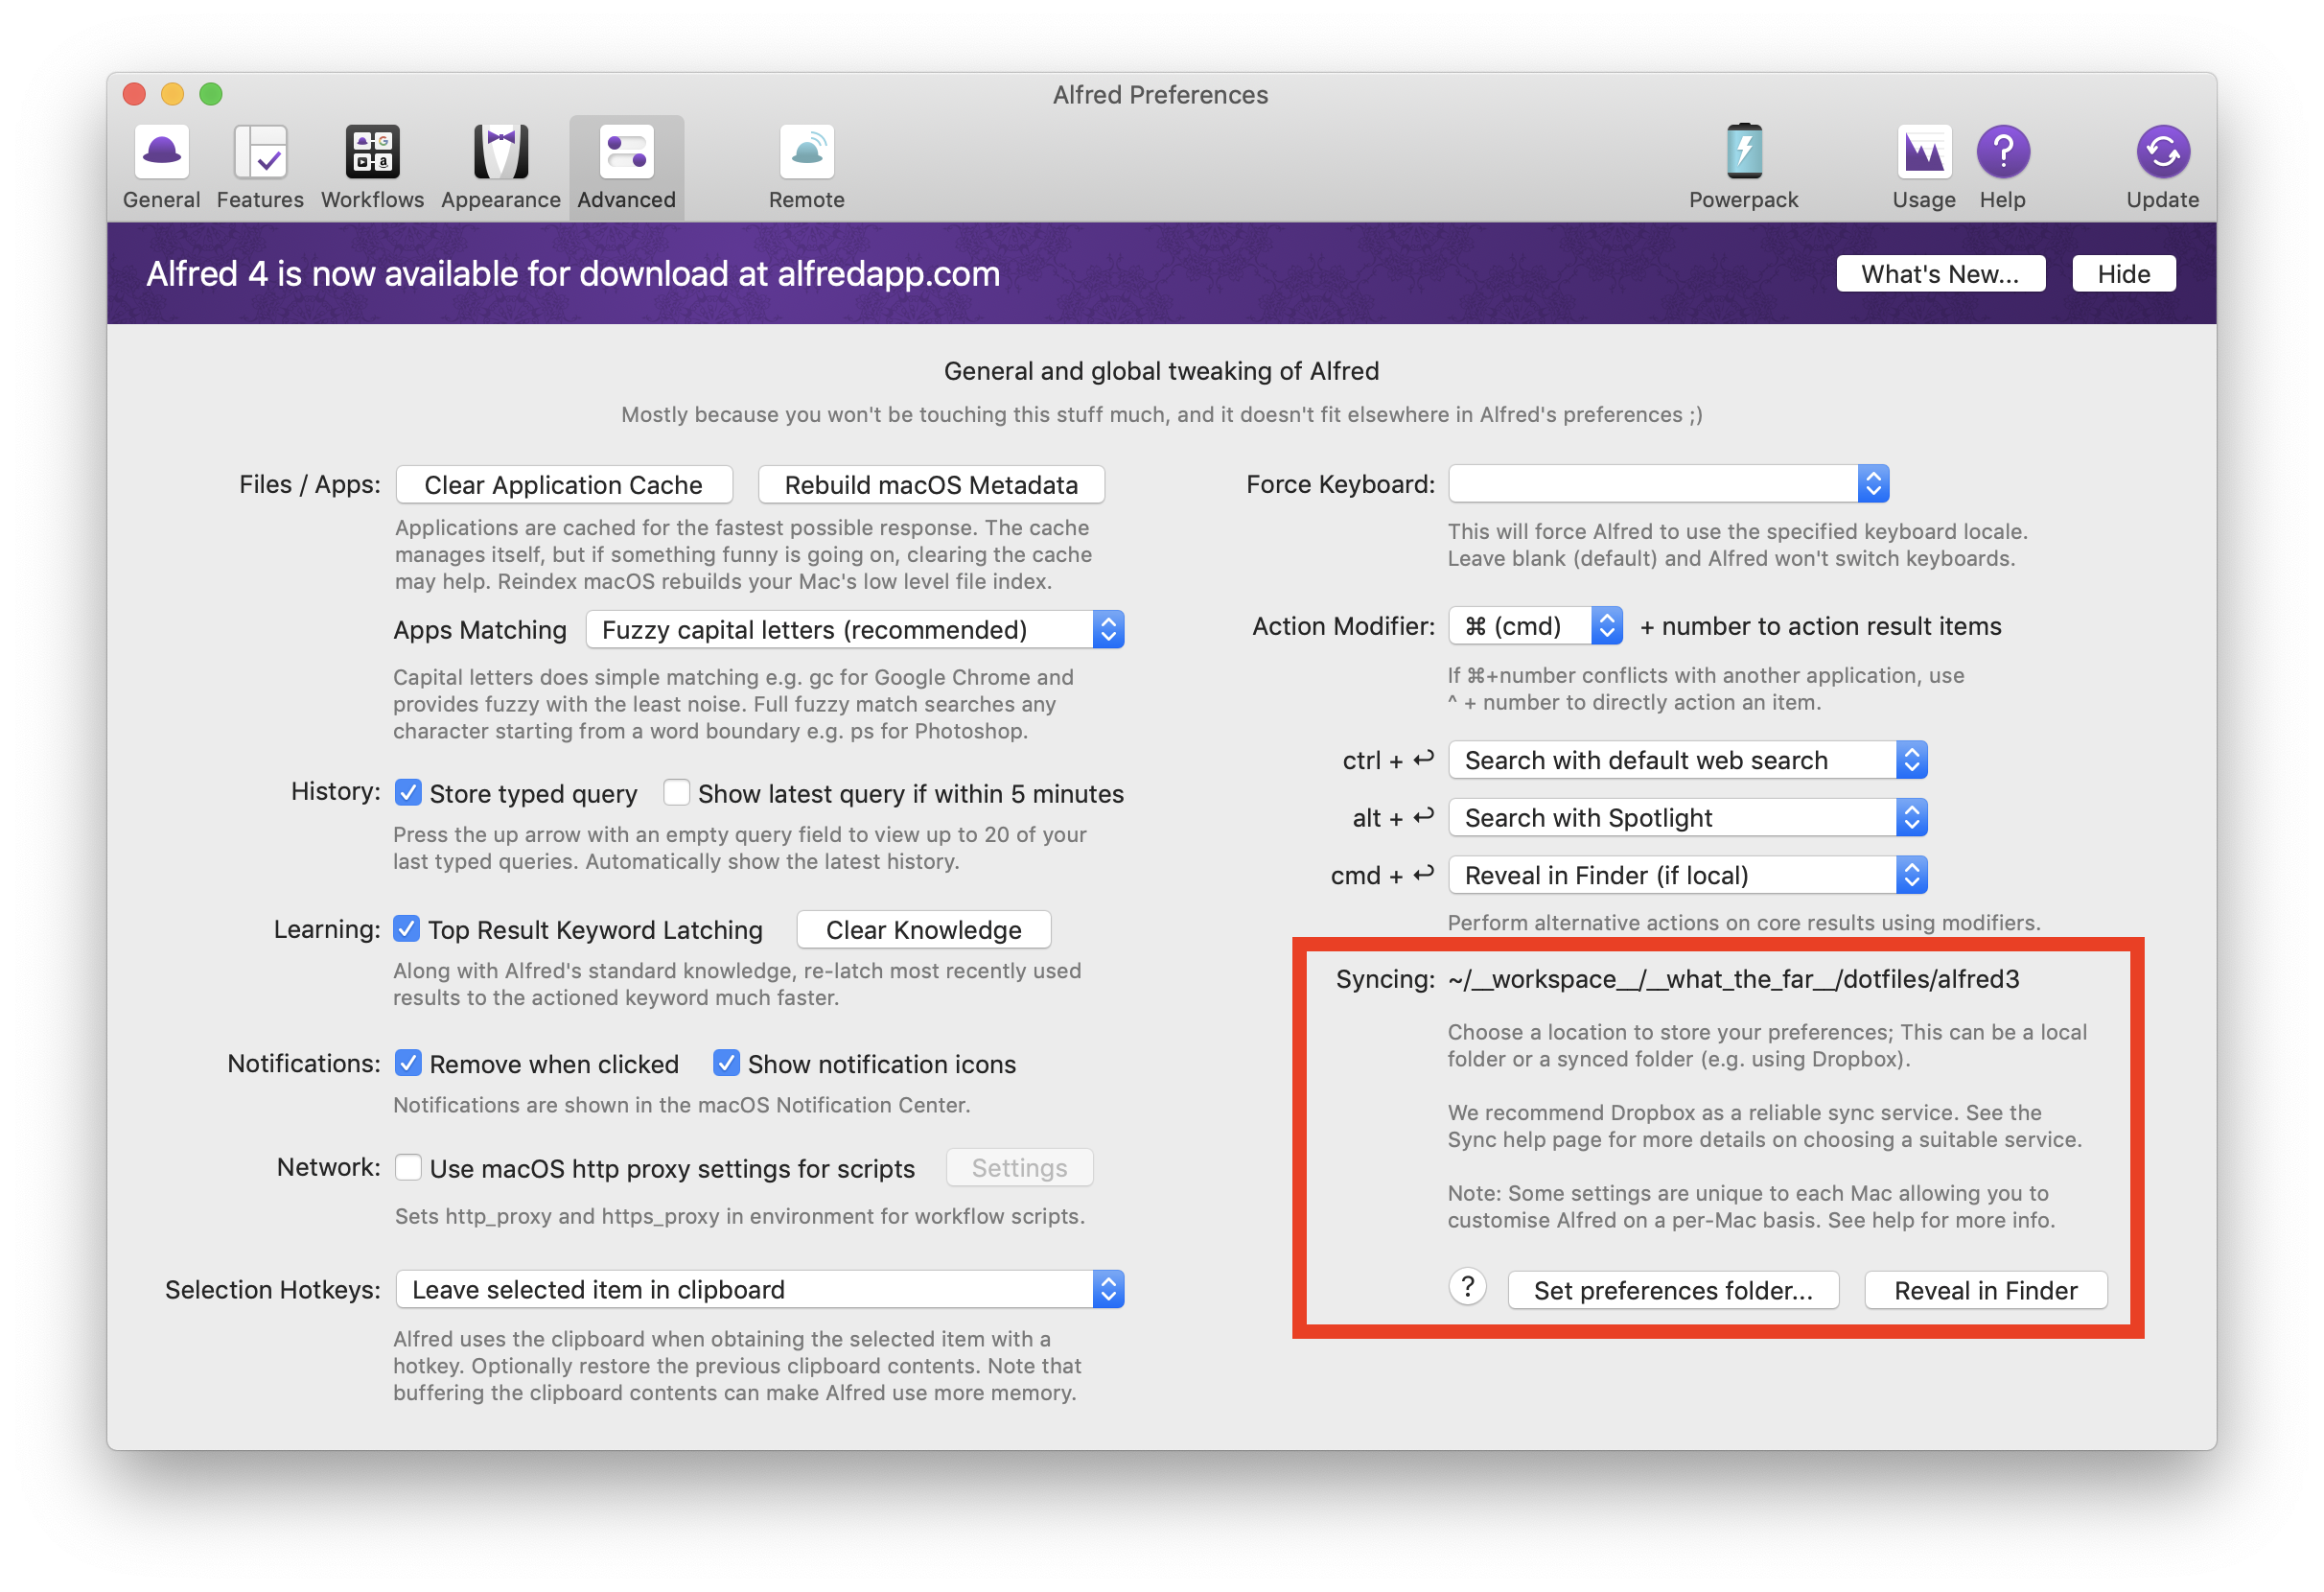 Alfred Preferences
General
Features
Workflows
Appearance
Advanced
Remote
Powerpack
Usage
Help
Update
Alfred 4 is now available for download at alfredapp.com
What's New...
Hide
General and global tweaking of Alfred
Mostly because you won't be touching this stuff much, and it doesn't fit elsewhere in Alfred's preferences ;)
Files / Apps:
Clear Application Cache
Rebuild macOS Metadata
Applications are cached for the fastest possible response. The cache
manages itself, but if something funny is going on, clearing the cache
may help. Reindex macOS rebuilds your Mac's low level file index.
Apps Matching
Fuzzy capital letters (recommended)
Capital letters does simple matching e.g. gc for Google Chrome and
provides fuzzy with the least noise. Full fuzzy match searches any
character starting from a word boundary e.g. ps for Photoshop.
History:
Store typed query
Show latest query if within 5 minutes
Press the up arrow with an empty query field to view up to 20 of your
last typed queries. Automatically show the latest history.
Learning:
Top Result Keyword Latching
Clear Knowledge
Along with Alfred's standard knowledge, re-latch most recently used
results to the actioned keyword much faster.
Notifications:
Remove when clicked
Show notification icons
Notifications are shown in the macOS Notification Center.
Network:
Use macOS http proxy settings for scripts
Settings
Sets http_proxy and https_proxy in environment for workflow scripts.
Selection Hotkeys:
Leave selected item in clipboard
Alfred uses the clipboard when obtaining the selected item with a
hotkey. Optionally restore the previous clipboard contents. Note that
buffering the clipboard contents can make Alfred use more memory.
Force Keyboard:
This will force Alfred to use the specified keyboard locale.
Leave blank (default) and Alfred won't switch keyboards.
Action Modifier:
⌘ (cmd)
+ number to action result items
If ⌘+number conflicts with another application, use
^ + number to directly action an item.
ctrl + ↩
Search with default web search
alt + ↩
Search with Spotlight
cmd + ↩
Reveal in Finder (if local)
Perform alternative actions on core results using modifiers.
Syncing:
~/__workspace__/__what_the_far__/dotfiles/alfred3
Choose a location to store your preferences; This can be a local
folder or a synced folder (e.g. using Dropbox).
We recommend Dropbox as a reliable sync service. See the
Sync help page for more details on choosing a suitable service.
Note: Some settings are unique to each Mac allowing you to
customise Alfred on a per-Mac basis. See help for more info.
?
Set preferences folder...
Reveal in Finder